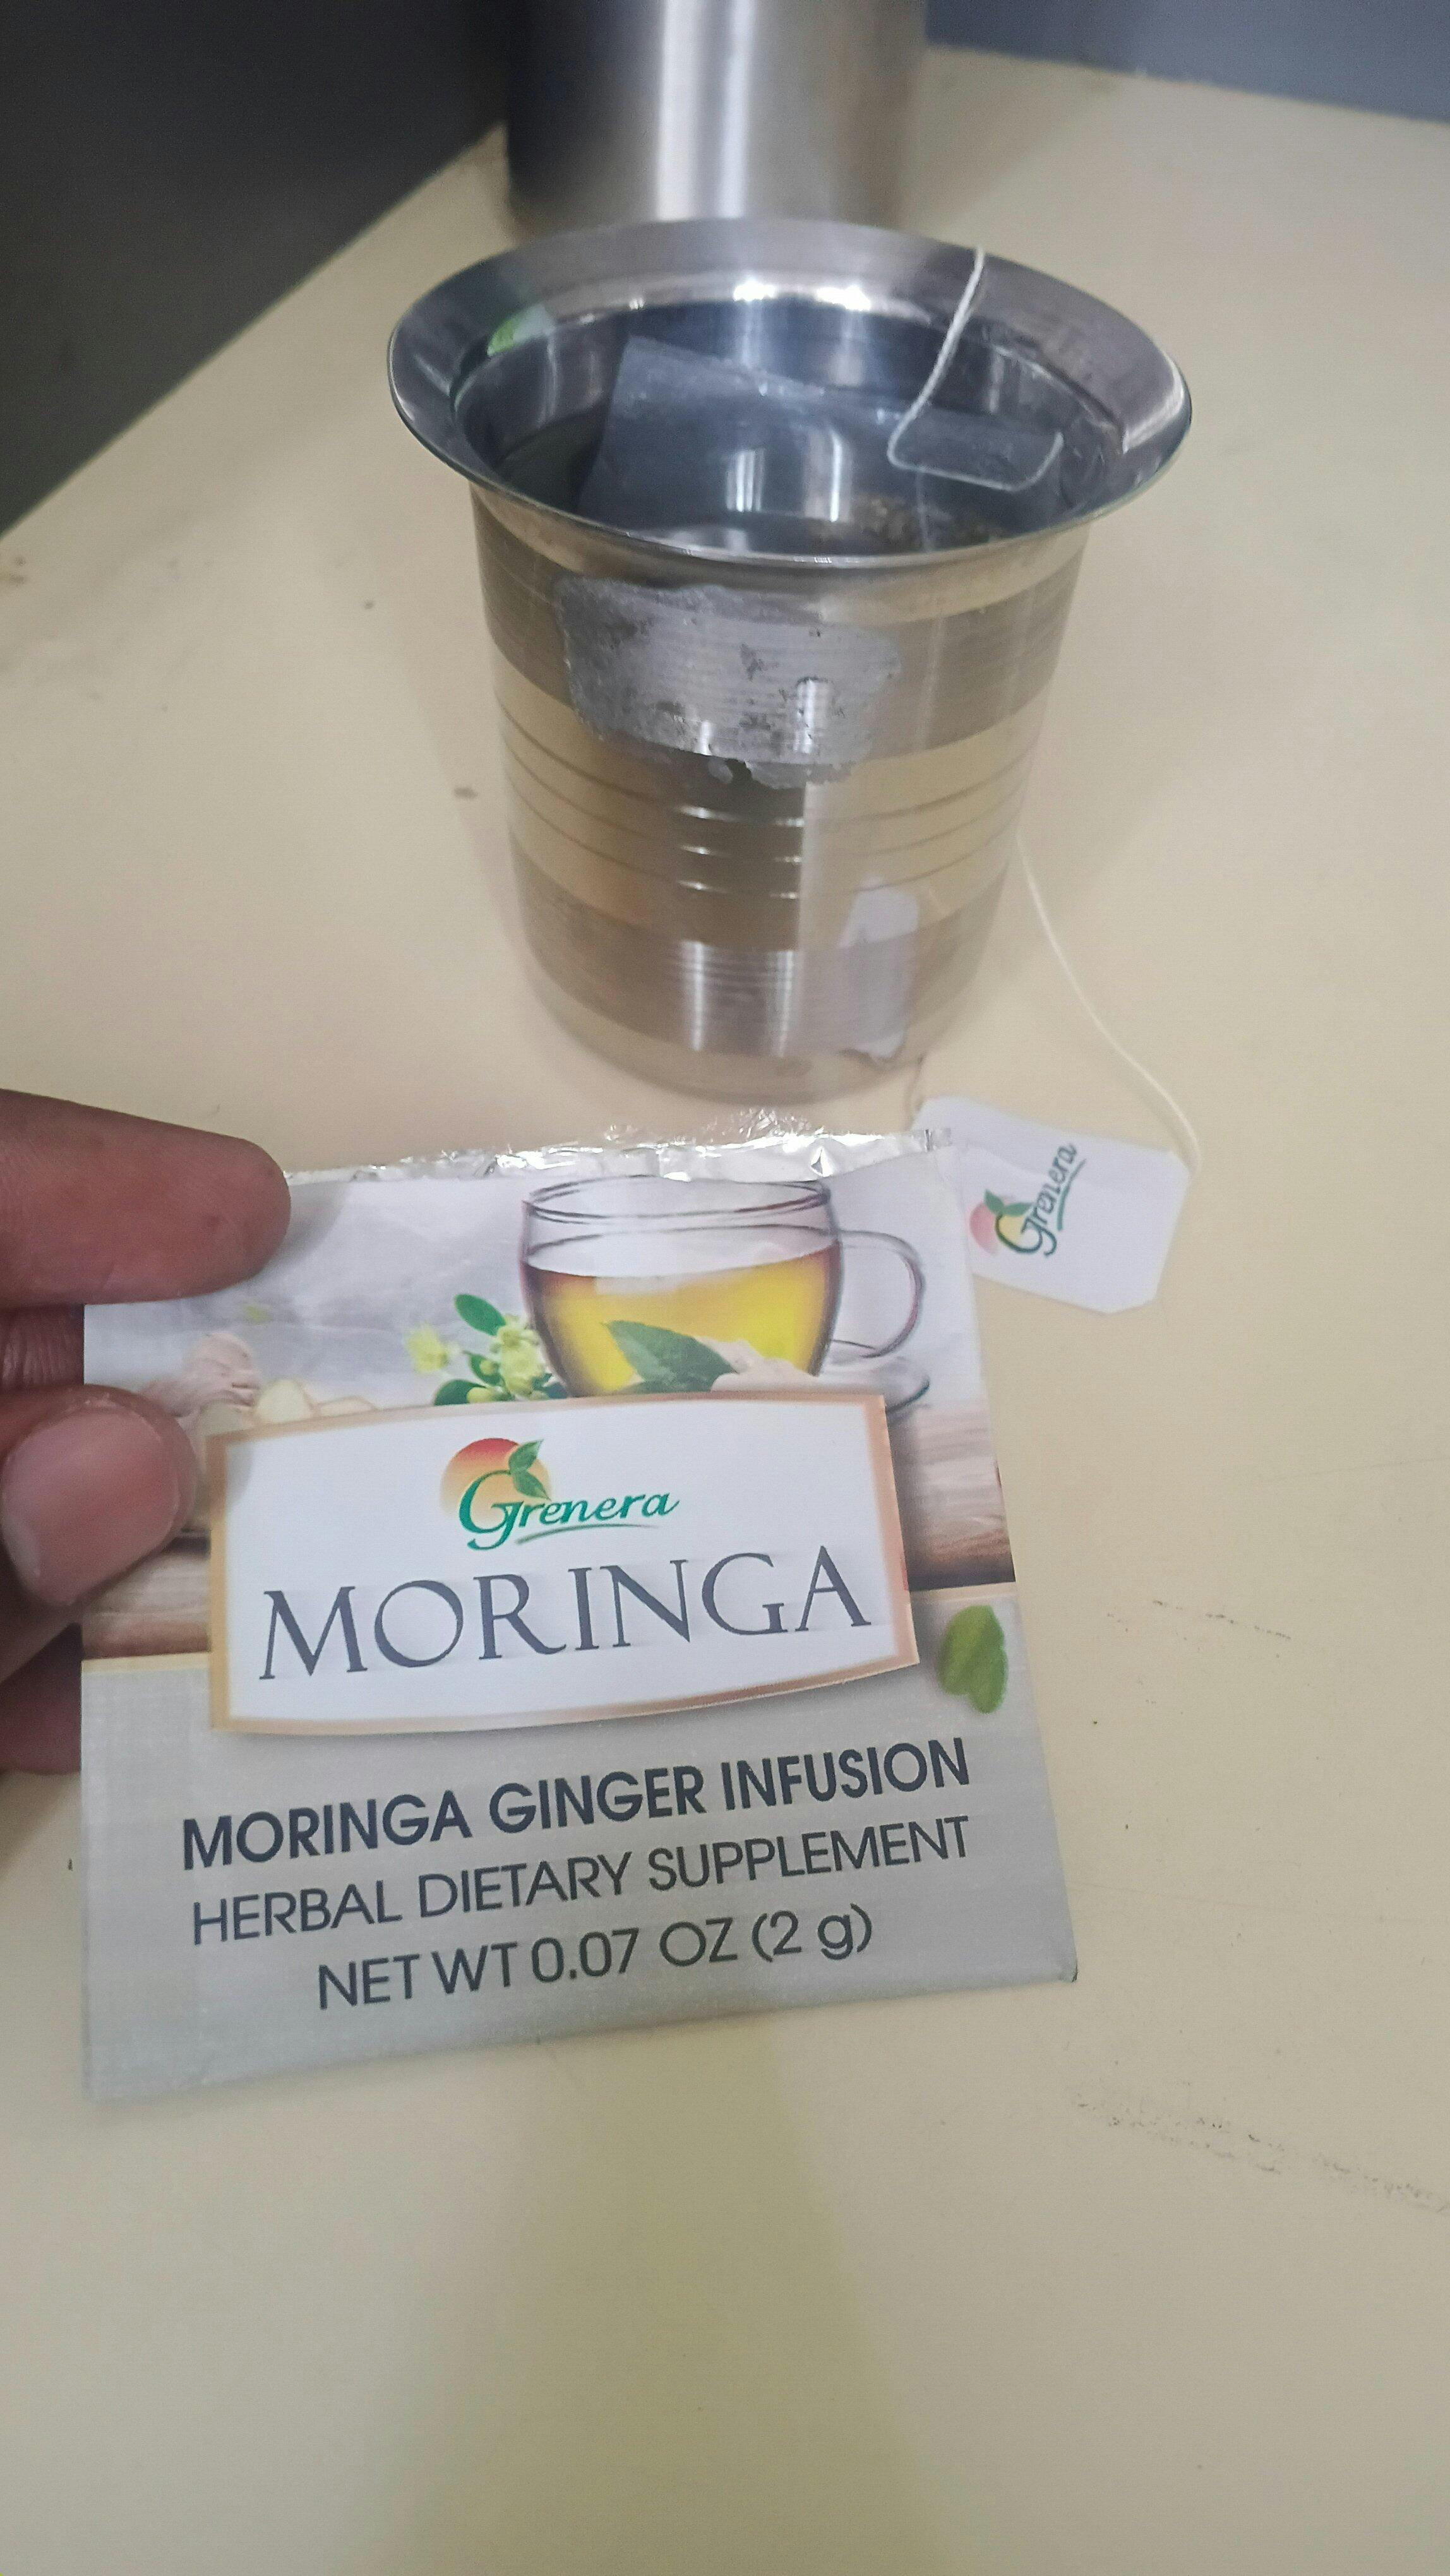 Grenera
Grenera
MORINGA
MORINGA GINGER INFUSION
HERBAL DIETARY SUPPLEMENT
NET WT 0.07 OZ (2 g)